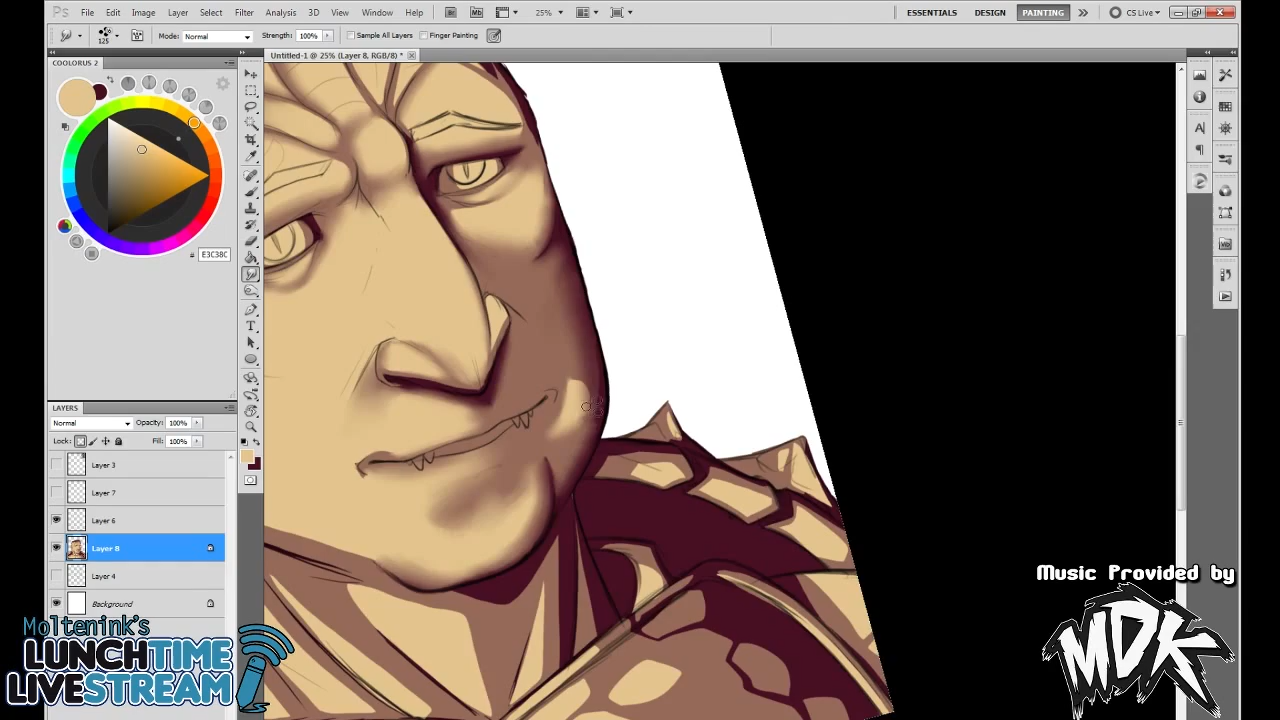 Ps File Edit Image Layer Select Filter Analysis 3D View Window Help Br Mb 25% ESSENTIALS DESIGN PAINTING CS Live
125 Mode: Normal Strength: 100% Sample All Layers Finger Painting
Untitled-1 @ 25% (Layer 8, RGB/8) *
COOLORUS 2
# E3C38C
LAYERS
Normal Opacity: 100%
Lock: Fill: 100%
Layer 3
Layer 7
Layer 6
Layer 8
Layer 4
Background
Moltenink's
LUNCHTIME
LIVESTREAM
Music Provided by
MDK